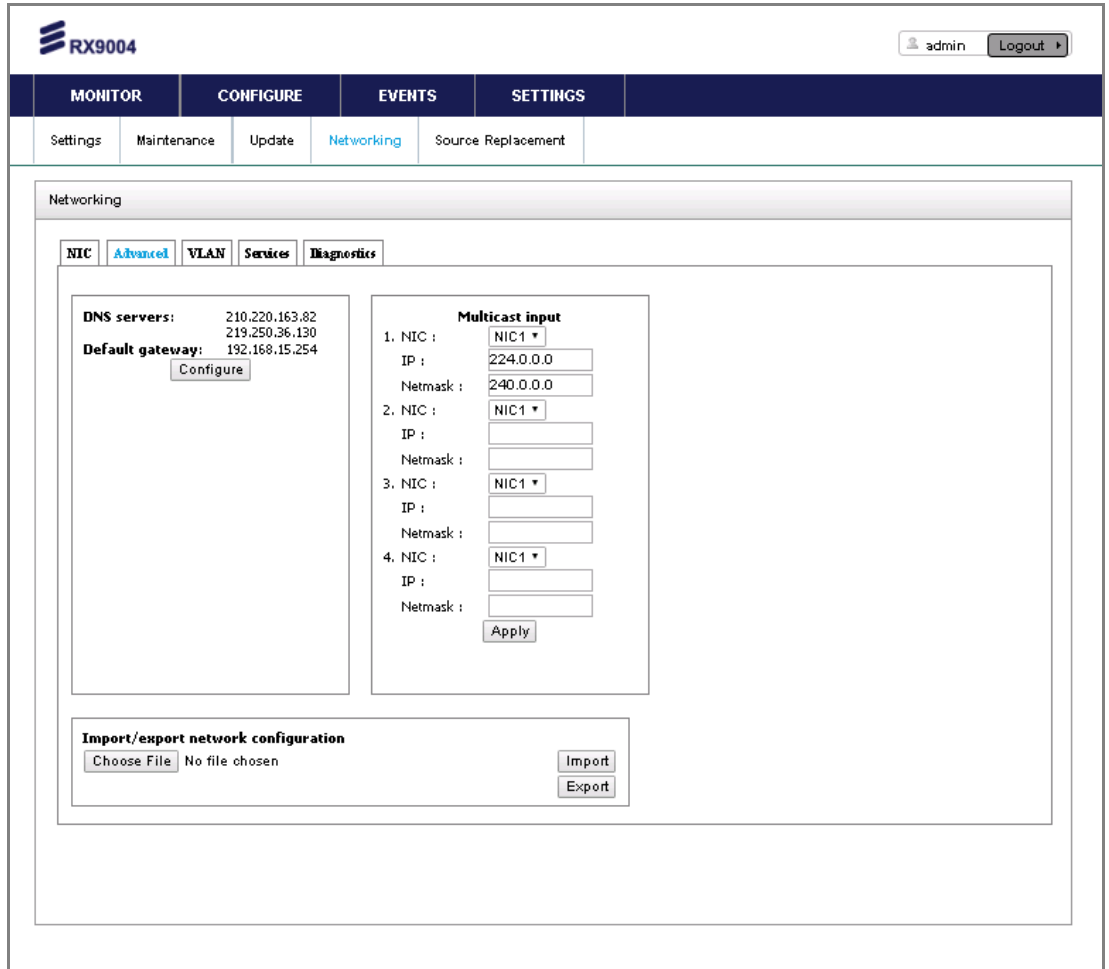 RX9004
admin Logout
MONITOR CONFIGURE EVENTS SETTINGS
Settings Maintenance Update Networking Source Replacement
Networking
NIC Advanced VLAN Services Diagnostics
DNS servers: 210.220.163.82
219.250.36.130
Default gateway: 192.168.15.254
Configure
Multicast input
1. NIC : NIC1
IP : 224.0.0.0
Netmask : 240.0.0.0
2. NIC : NIC1
IP :
Netmask :
3. NIC : NIC1
IP :
Netmask :
4. NIC : NIC1
IP :
Netmask :
Apply
Import/export network configuration
Choose File No file chosen Import
Export